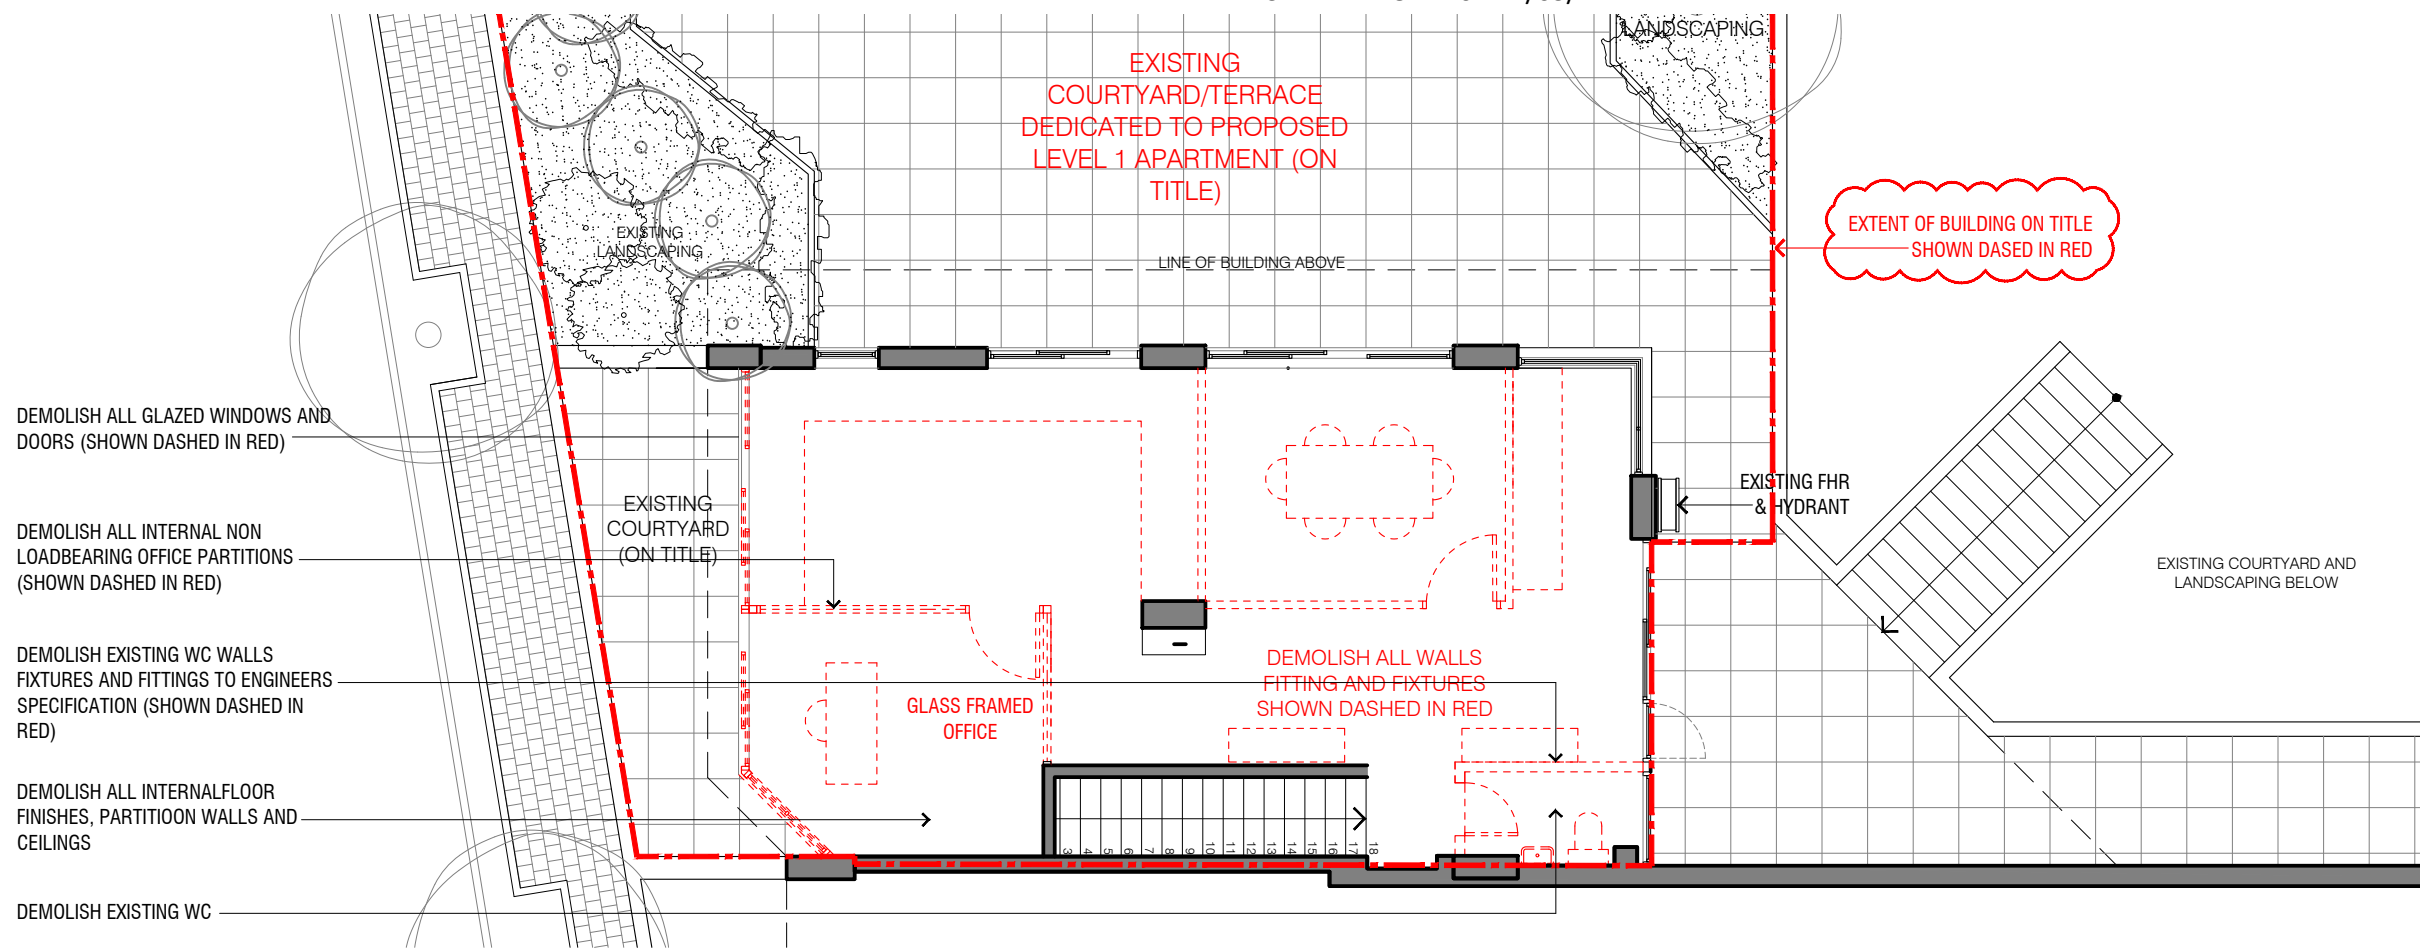 LANDSCAPING
EXISTING
COURTYARD/TERRACE
DEDICATED TO PROPOSED
LEVEL 1 APARTMENT (ON
TITLE)
EXISTING
LANDSCAPING
LINE OF BUILDING ABOVE
EXTENT OF BUILDING ON TITLE
SHOWN DASED IN RED
DEMOLISH ALL GLAZED WINDOWS AND
DOORS (SHOWN DASHED IN RED)
EXISTING
COURTYARD
(ON TITLE)
EXISTING FHR
& HYDRANT
DEMOLISH ALL INTERNAL NON
LOADBEARING OFFICE PARTITIONS
(SHOWN DASHED IN RED)
EXISTING COURTYARD AND
LANDSCAPING BELOW
DEMOLISH EXISTING WC WALLS
FIXTURES AND FITTINGS TO ENGINEERS
SPECIFICATION (SHOWN DASHED IN
RED)
GLASS FRAMED
OFFICE
DEMOLISH ALL WALLS
FITTING AND FIXTURES
SHOWN DASHED IN RED
DEMOLISH ALL INTERNALFLOOR
FINISHES, PARTITIOON WALLS AND
CEILINGS
3 4 5 6 7 8 9 10 11 12 13 14 15 16 17 18
DEMOLISH EXISTING WC